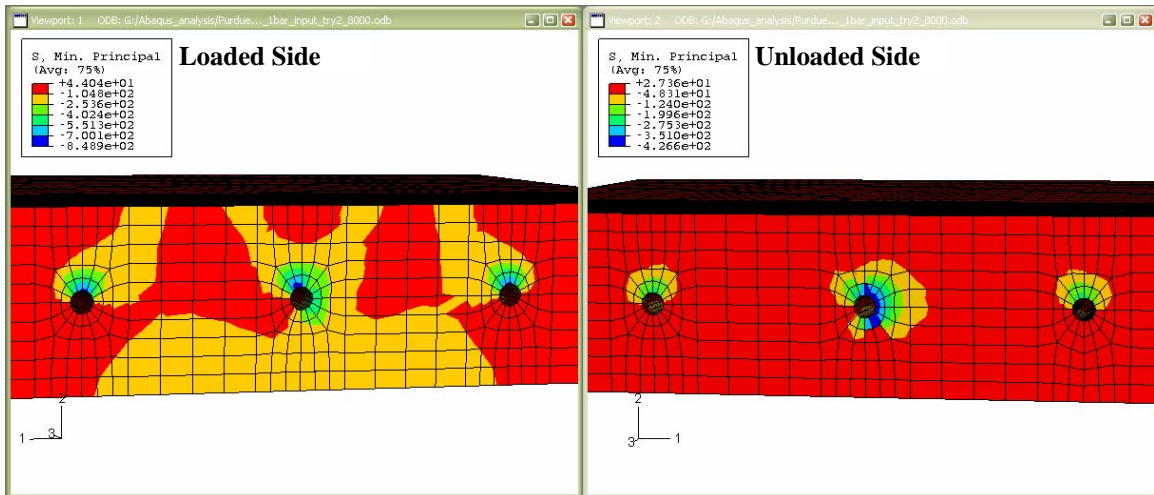 Viewport: 1 ODB: G:/Abaqus_analysis/Purdue..._1bar_input_try2_8000.odb
S, Min. Principal
(Avg: 75%)
+4.404e+01
-1.048e+02
-2.536e+02
-4.024e+02
-5.513e+02
-7.001e+02
-8.489e+02
Loaded Side
2
1
3
Viewport: 2 ODB: G:/Abaqus_analysis/Purdue..._1bar_input_try2_8000.odb
S, Min. Principal
(Avg: 75%)
+2.736e+01
-4.831e+01
-1.240e+02
-1.996e+02
-2.753e+02
-3.510e+02
-4.266e+02
Unloaded Side
2
3
1